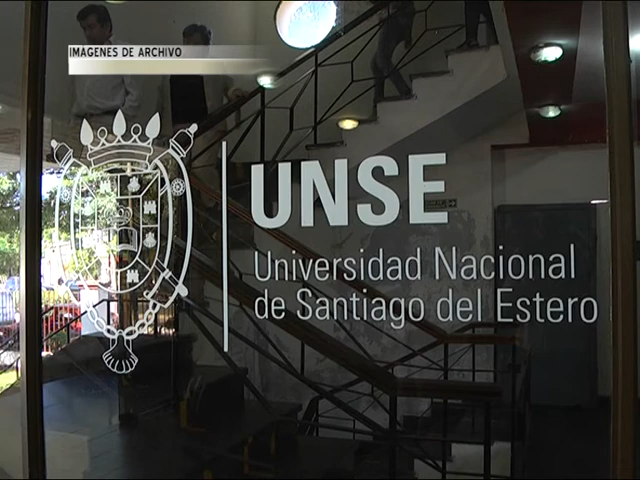 IMAGENES DE ARCHIVO
UNSE
Universidad Nacional
de Santiago del Estero